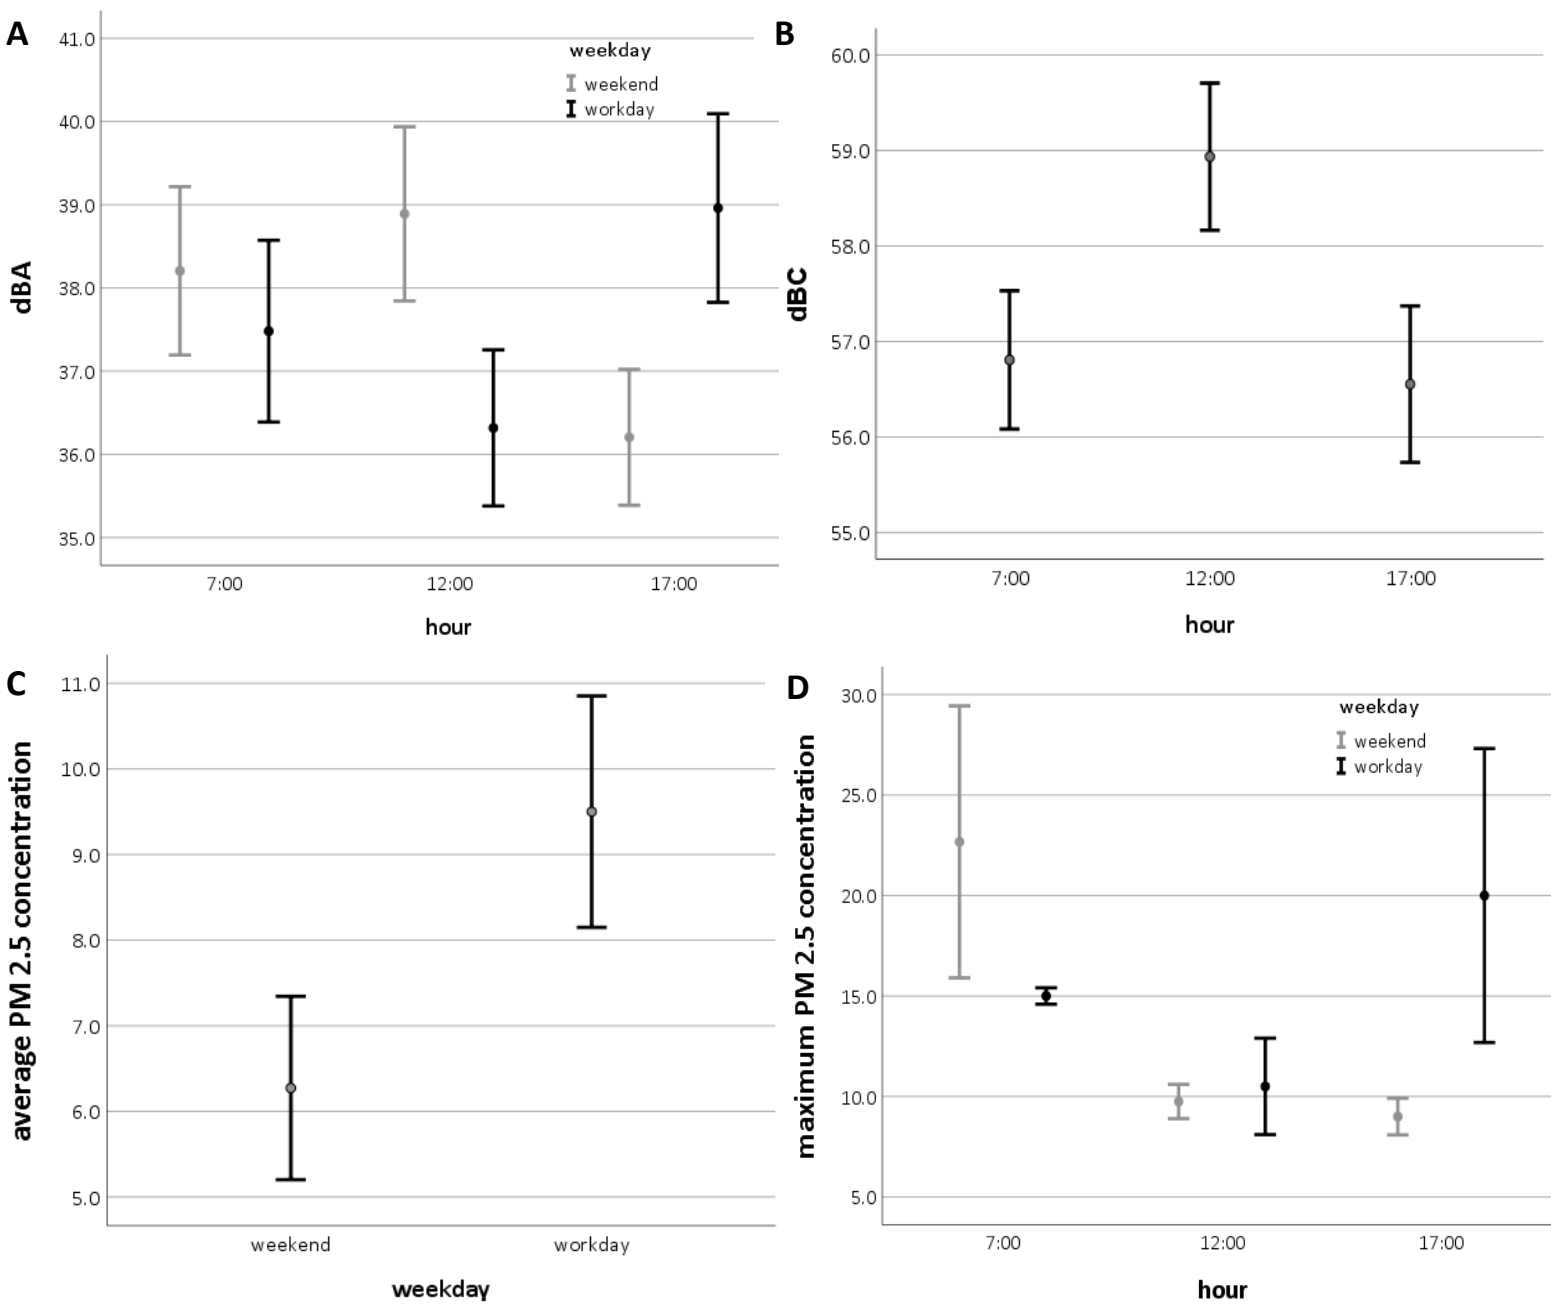 A
41.0
40.0
39.0
38.0
37.0
36.0
35.0
dBA
weekday
weekend
workday
7:00 12:00 17:00
hour
B
60.0
59.0
58.0
57.0
56.0
55.0
dBC
7:00 12:00 17:00
hour
C
11.0
10.0
9.0
8.0
7.0
6.0
5.0
average PM 2.5 concentration
weekend workday
weekday
D
30.0
25.0
20.0
15.0
10.0
5.0
maximum PM 2.5 concentration
weekday
weekend
workday
7:00 12:00 17:00
hour